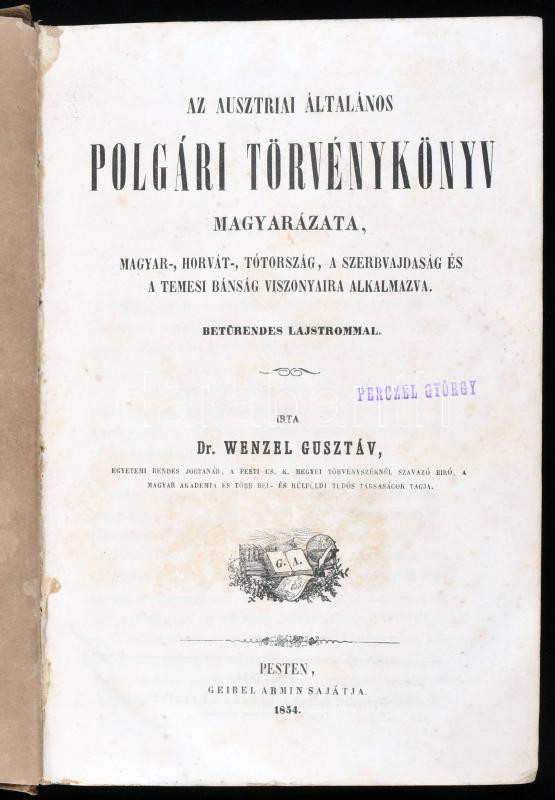 AZ AUSZTRIAI ÁLTALÁNOS
POLGÁRI TÖRVÉNYKÖNYV
MAGYARÁZATA,
MAGYAR-, HORVÁT-, TÓTORSZÁG, A SZERBVAJDASÁG ÉS
A TEMESI BÁNSÁG VISZONYAIRA ALKALMAZVA.
BETŰRENDES LAJSTROMMAL.
darabanth
PERCZEL GYÖRGY
IRTA
Dr. WENZEL GUSZTÁV,
EGYETEMI RENDES JOGTANÁR, A PESTI CS. K. MEGYEI TÖRVÉNYSZÉKNÉL SZAVAZÓ BIRÓ, A
MAGYAR AKADEMIA ÉS TÖBB BEL- ÉS KÜLFÖLDI TUDÓS TÁRSASÁGOK TAGJA.
G. A.
PESTEN,
GEIBEL ARMIN SAJÁTJA.
1854.